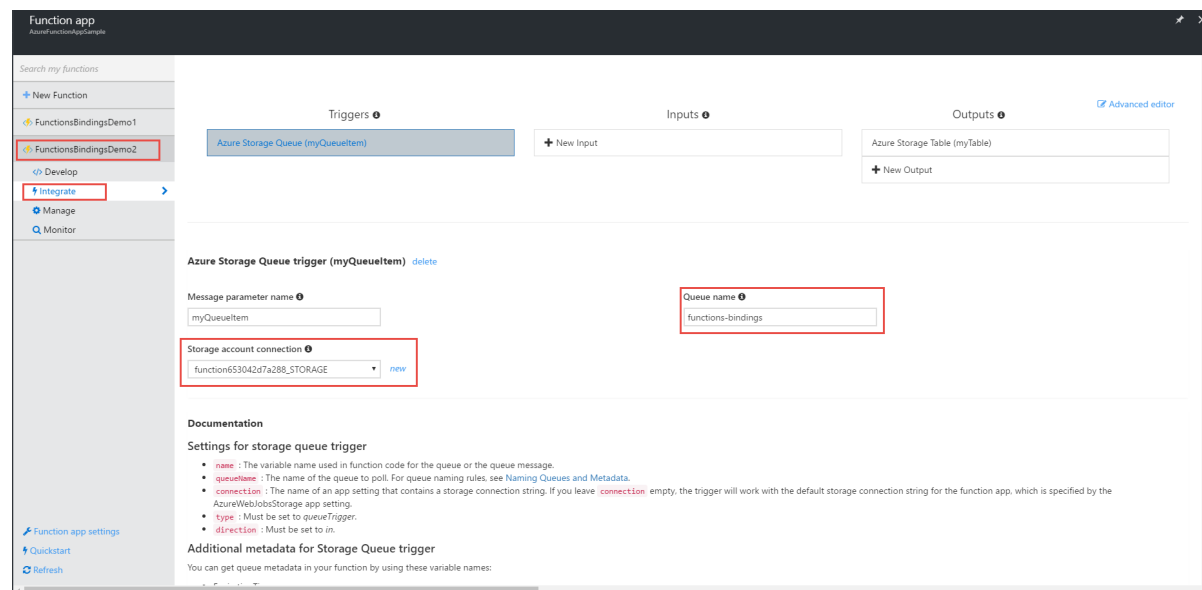 Function app
AzureFunctionAppSample
Search my functions
+ New Function
FunctionsBindingsDemo1
FunctionsBindingsDemo2
</> Develop
Integrate
Manage
Monitor
Function app settings
Quickstart
Refresh
Advanced editor
Triggers
Azure Storage Queue (myQueueItem)
Inputs
+ New Input
Outputs
Azure Storage Table (myTable)
+ New Output
Azure Storage Queue trigger (myQueueItem) delete
Message parameter name
myQueueItem
Queue name
functions-bindings
Storage account connection
function653042d7a288_STORAGE new
Documentation
Settings for storage queue trigger
• name : The variable name used in function code for the queue or the queue message.
• queueName : The name of the queue to poll. For queue naming rules, see Naming Queues and Metadata.
• connection : The name of an app setting that contains a storage connection string. If you leave connection empty, the trigger will work with the default storage connection string for the function app, which is specified by the
AzureWebJobsStorage app setting.
• type : Must be set to queueTrigger.
• direction : Must be set to in.
Additional metadata for Storage Queue trigger
You can get queue metadata in your function by using these variable names: